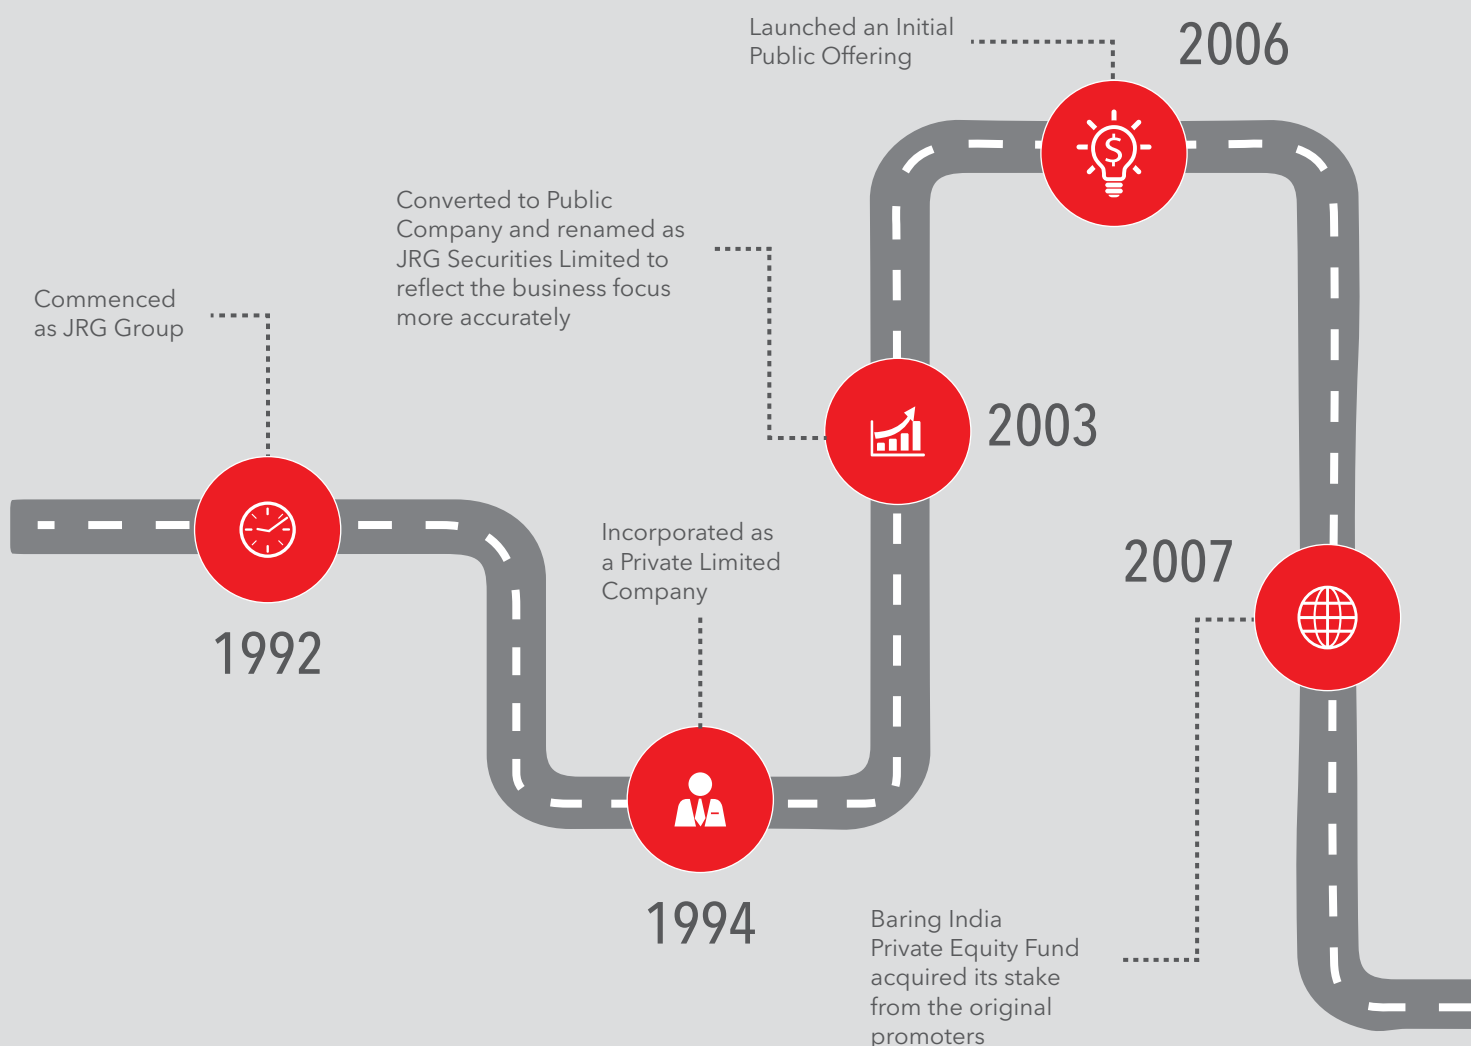 Commenced
as JRG Group
1992
Incorporated as
a Private Limited
Company
1994
Converted to Public
Company and renamed as
JRG Securities Limited to
reflect the business focus
more accurately
2003
Launched an Initial
Public Offering
2006
2007
Baring India
Private Equity Fund
acquired its stake
from the original
promoters